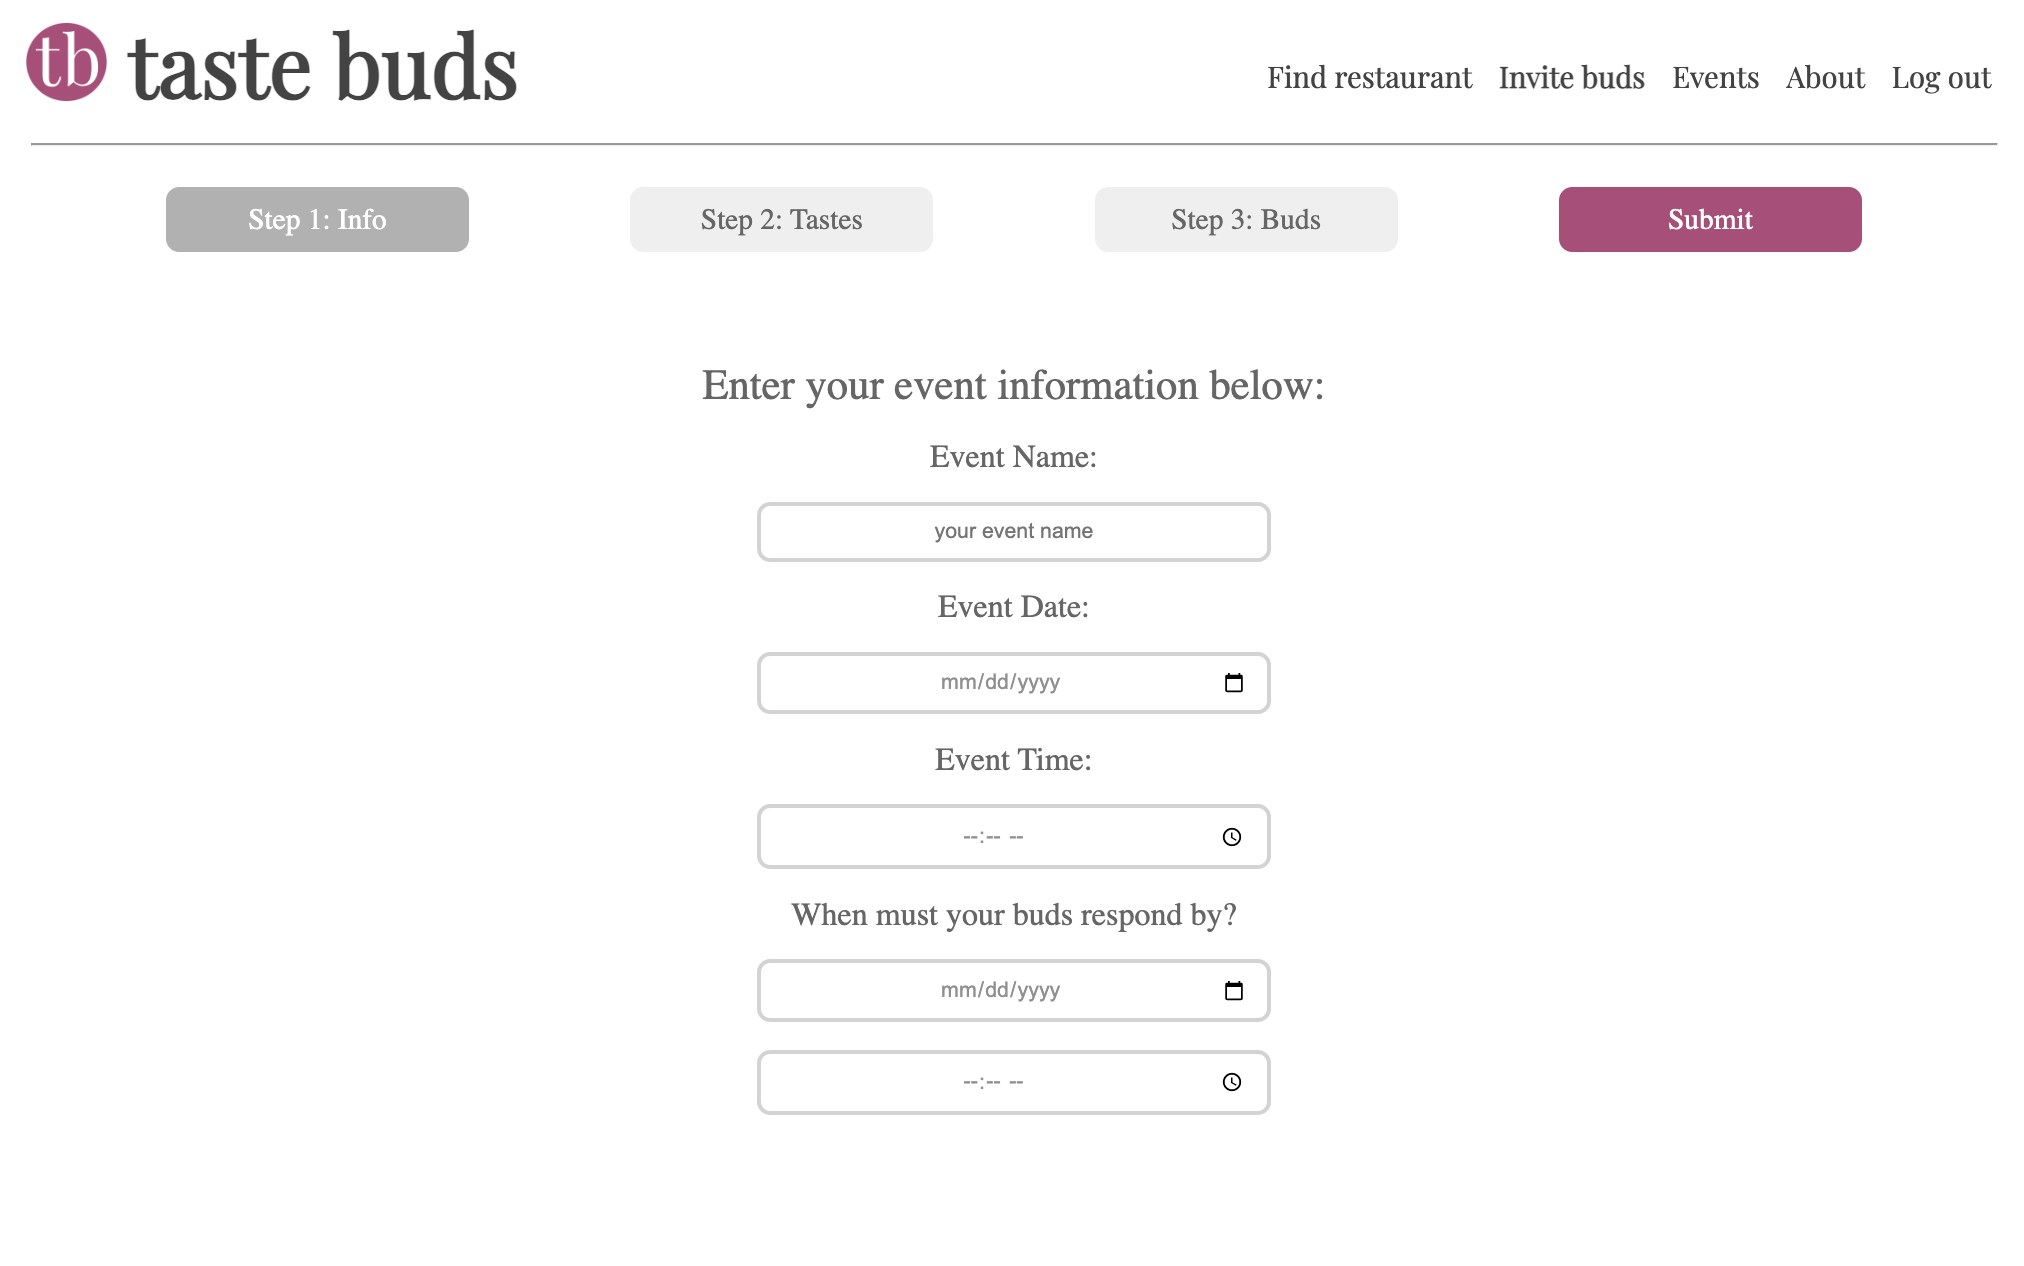 tb taste buds
Find restaurant Invite buds Events About Log out
Step 1: Info Step 2: Tastes Step 3: Buds Submit
Enter your event information below:
Event Name:
your event name
Event Date:
mm/dd/yyyy
Event Time:
--:-- --
When must your buds respond by?
mm/dd/yyyy
--:-- --